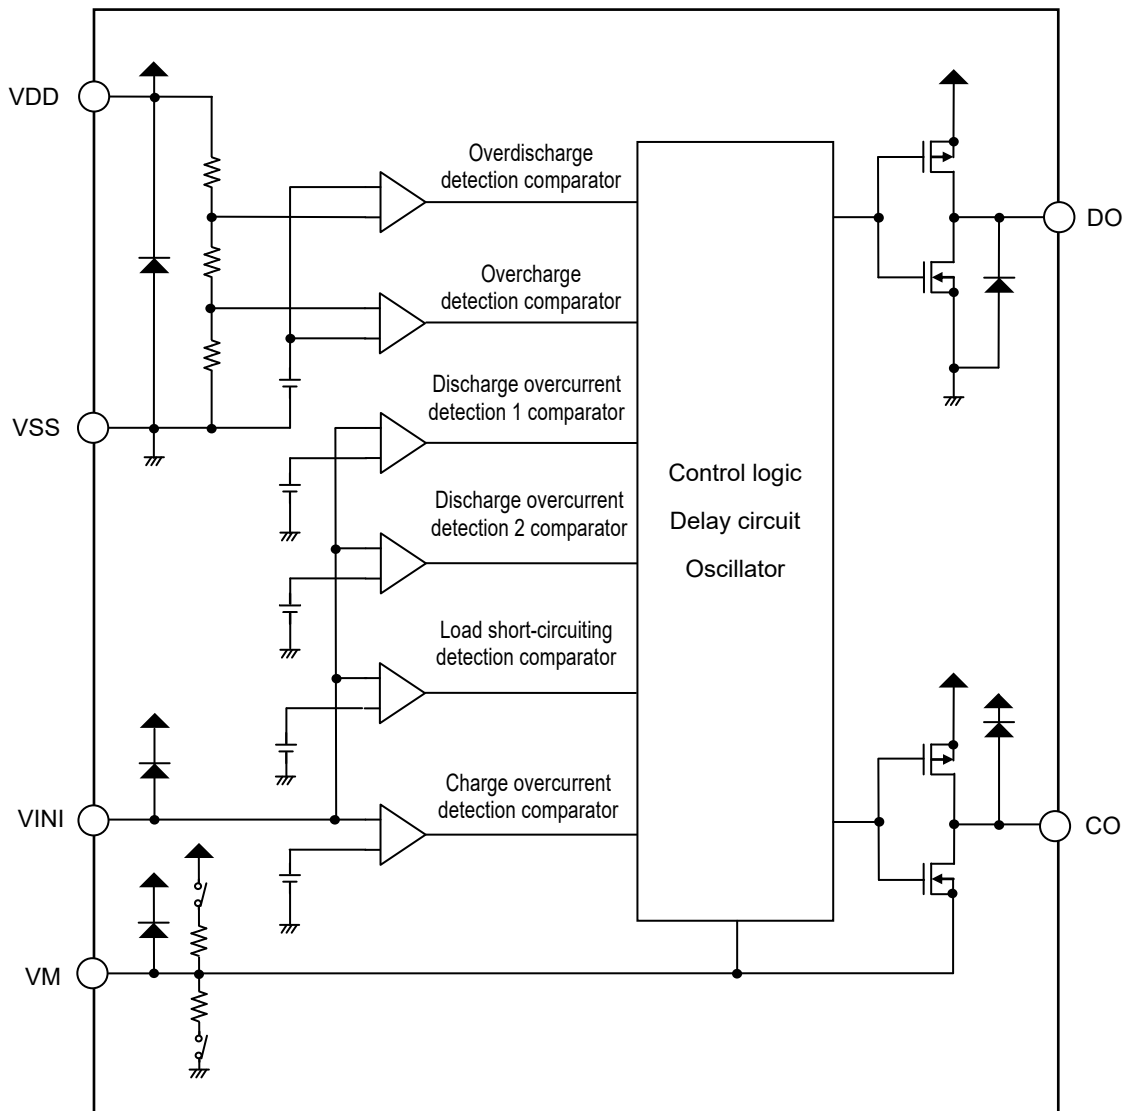 VDD
Overdischarge
detection comparator
DO
Overcharge
detection comparator
Discharge overcurrent
detection 1 comparator
VSS
Control logic
Delay circuit
Oscillator
Discharge overcurrent
detection 2 comparator
Load short-circuiting
detection comparator
Charge overcurrent
detection comparator
VINI
CO
VM